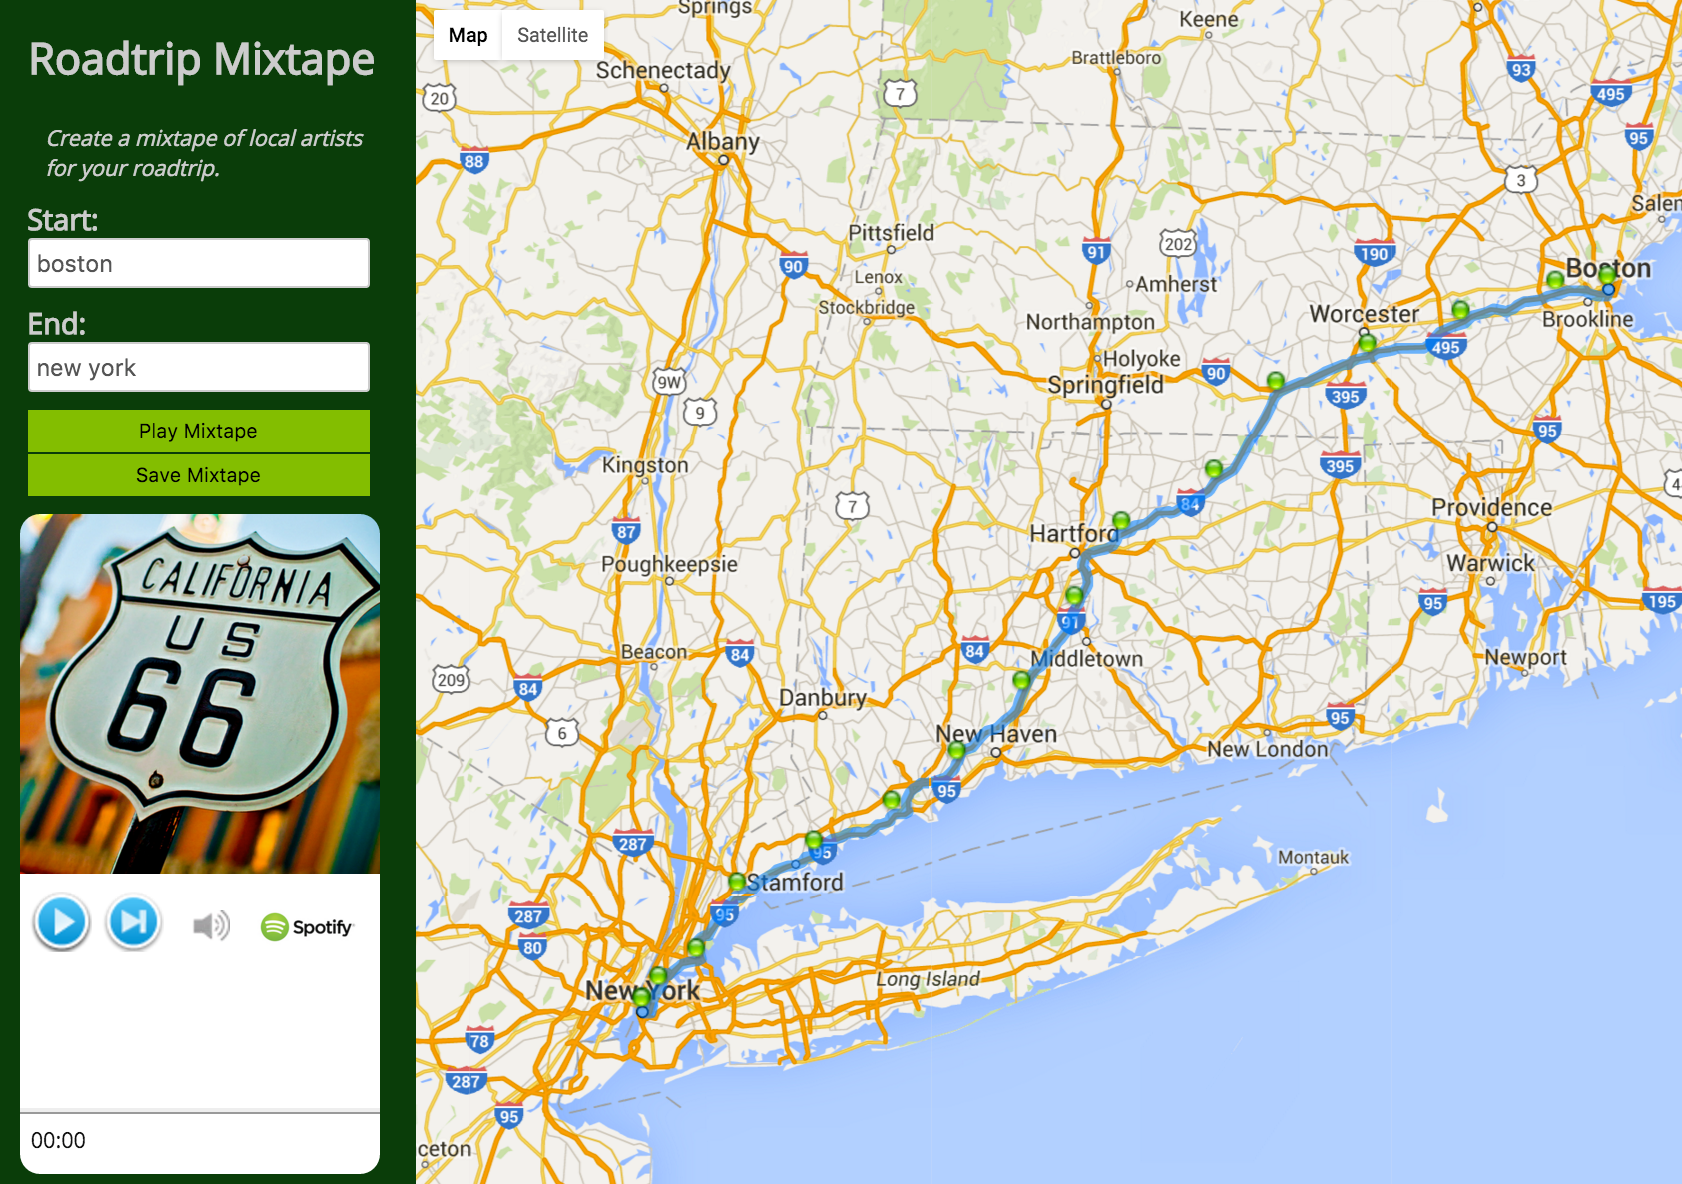 Roadtrip Mixtape
Create a mixtape of local artists
for your roadtrip.
Start:
boston
End:
new york
Play Mixtape
Save Mixtape
CALIFORNIA
US
66
Spotify
00:00
Map
Satellite
Springs
Keene
Brattleboro
Schenectady
93
495
20
7
95
Albany
88
3
Salem
Pittsfield
91
202
190
90
Boston
Lenox
Amherst
Stockbridge
Worcester
Northampton
Brookline
495
Holyoke
9W
Springfield
90
395
9
95
Kingston
395
7
84
Providence
87
Hartford
Poughkeepsie
Warwick
95
195
91
Beacon
84
84
Middletown
Newport
209
84
Danbury
95
6
New Haven
New London
95
287
95
Montauk
Stamford
287
95
80
Long Island
New York
78
287
95
ceton